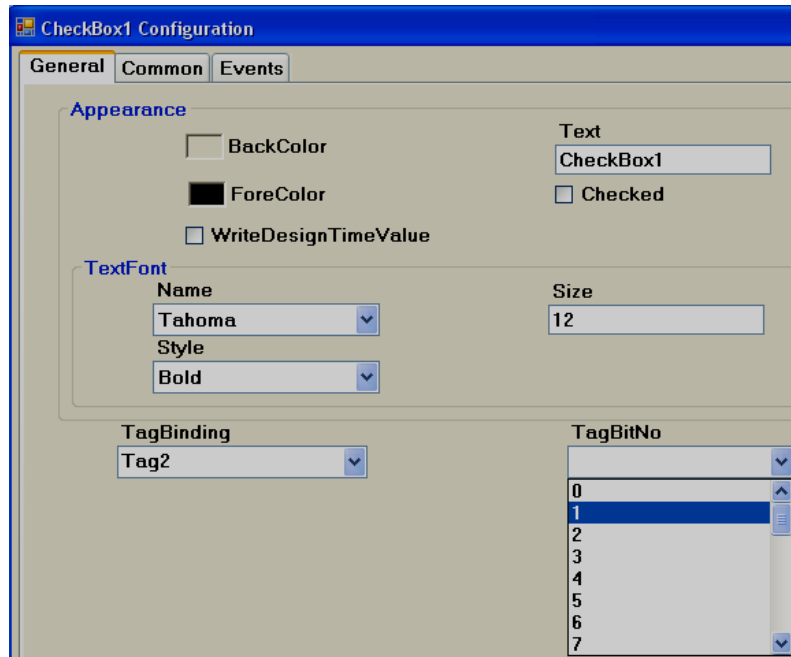 CheckBox1 Configuration
General Common Events
Appearance
BackColor
Text
CheckBox1
ForeColor
Checked
WriteDesignTimeValue
TextFont
Name
Size
Tahoma
12
Style
Bold
TagBinding
TagBitNo
Tag2
0
1
2
3
4
5
6
7